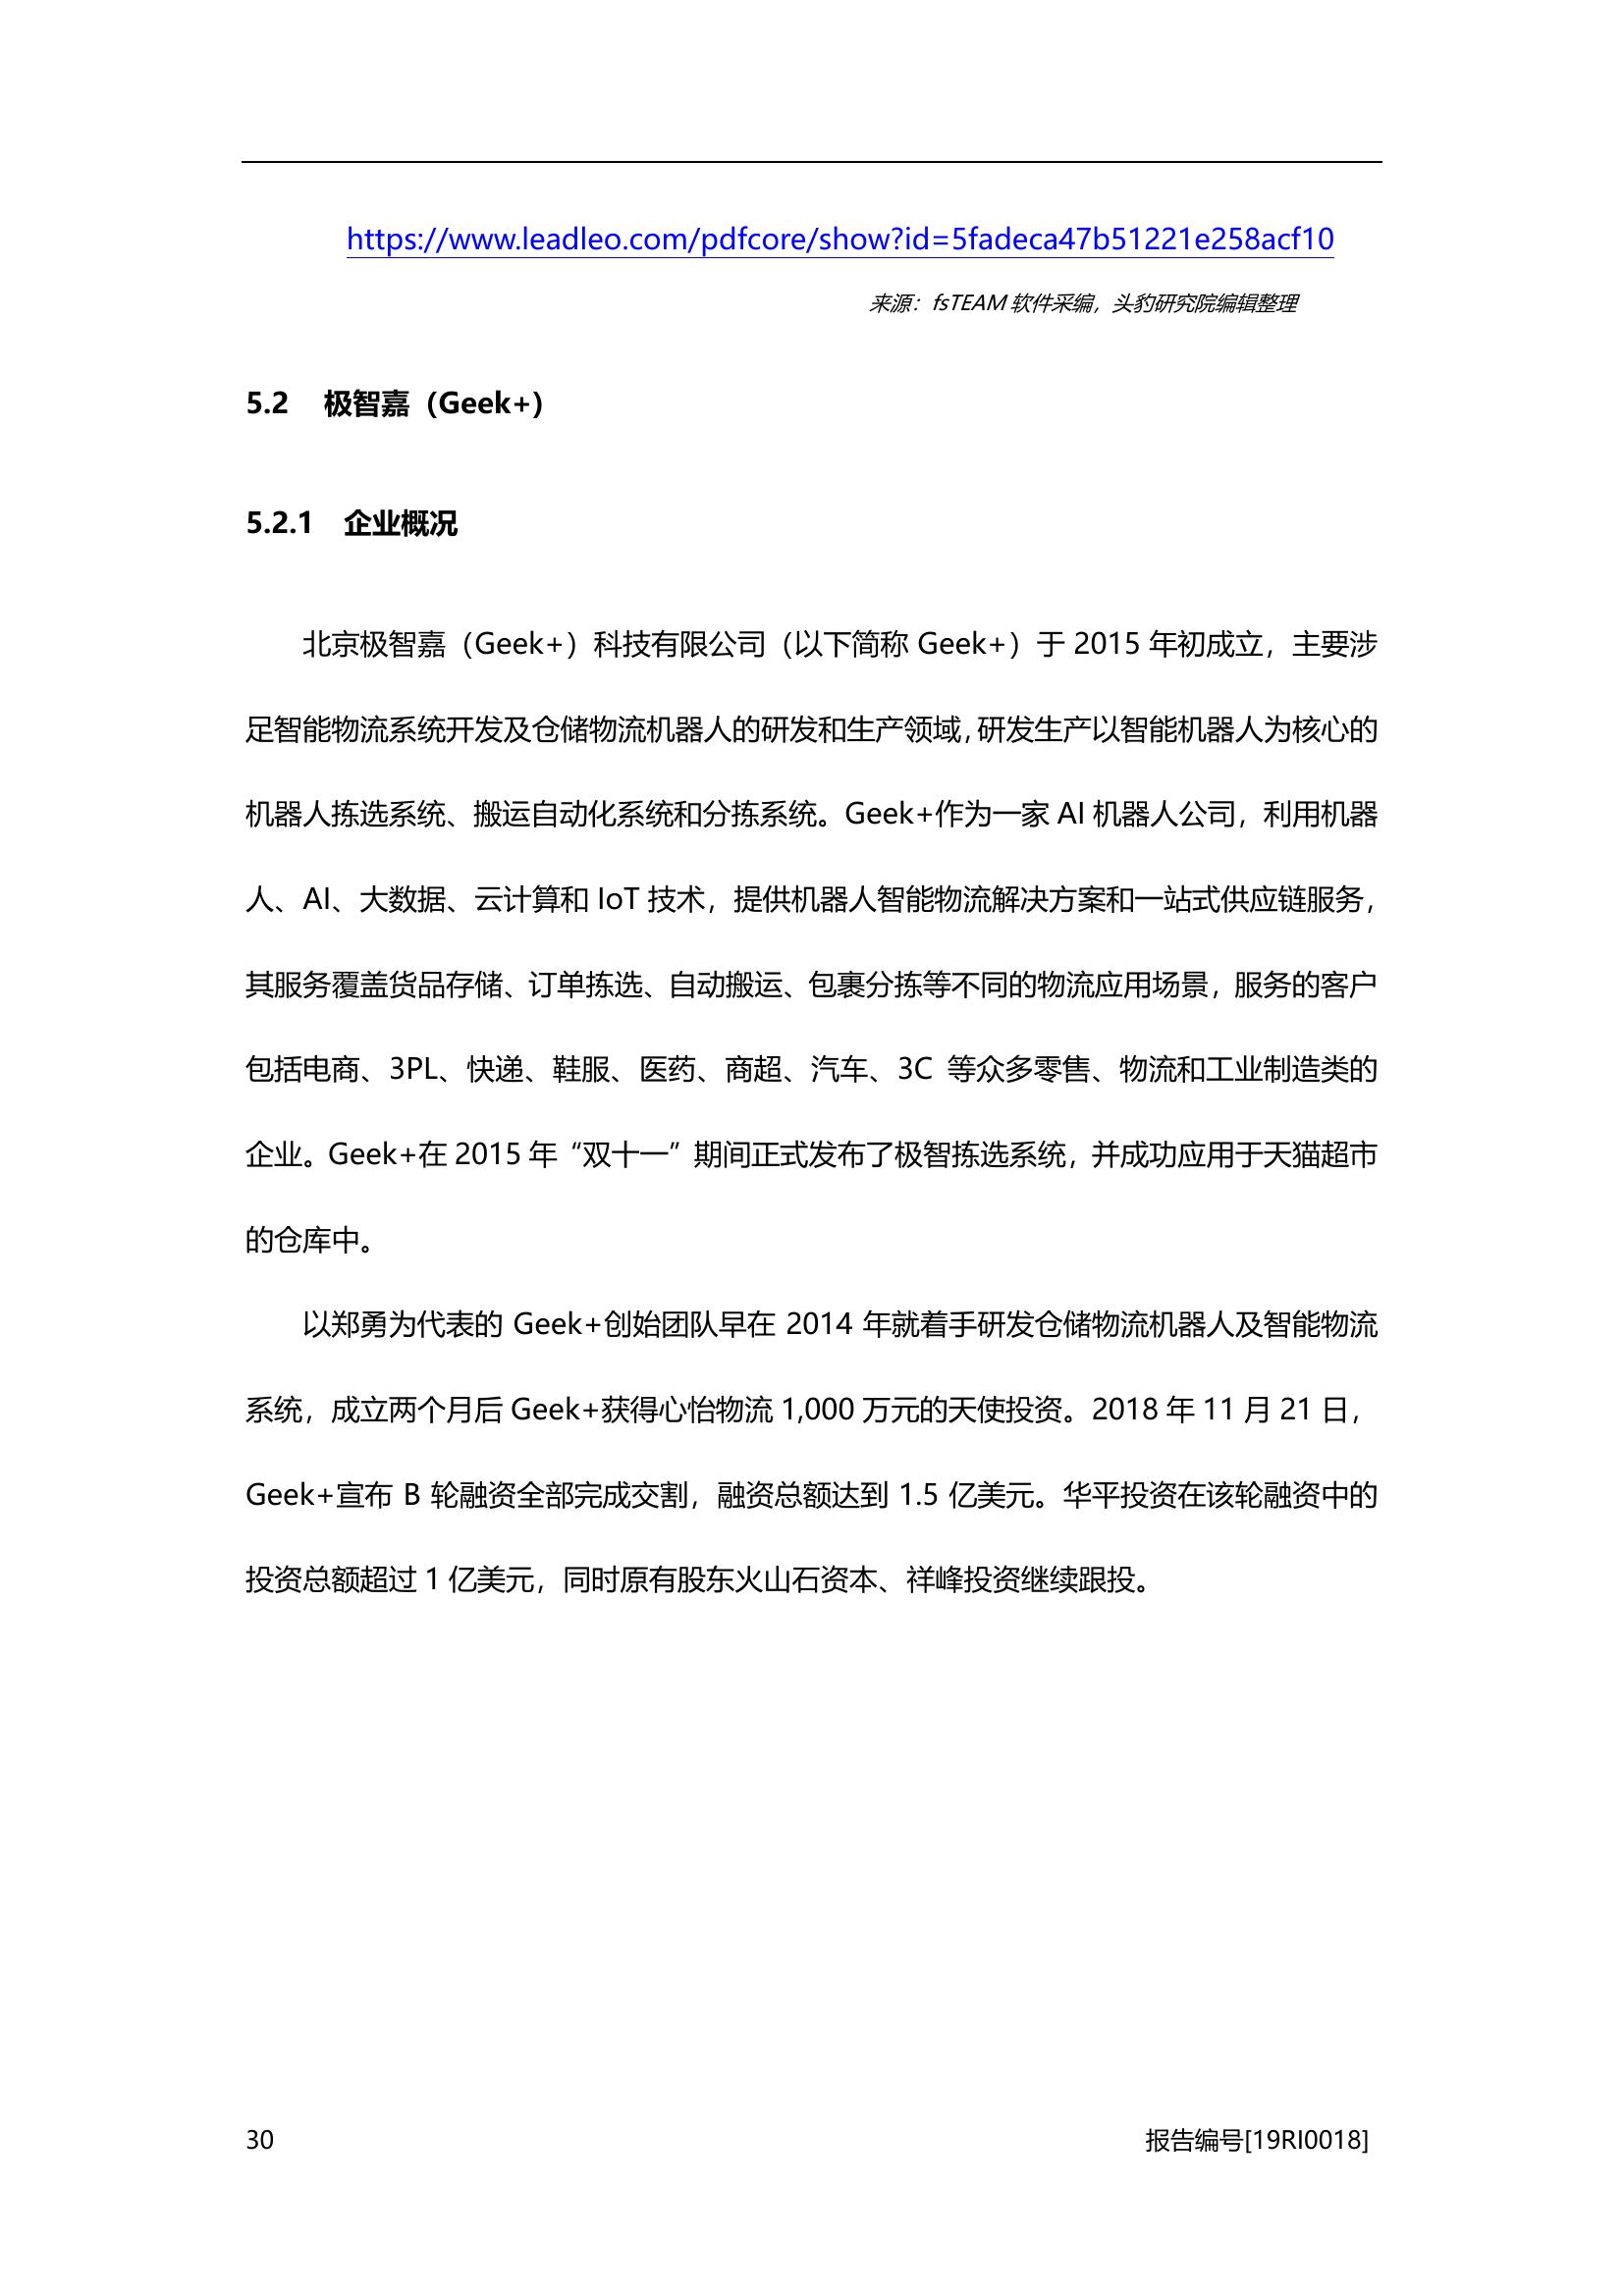 https://www.leadleo.com/pdfcore/show?id=5fadeca47b51221e258acf10
来源：fsTEAM 软件采编，头豹研究院编辑整理
5.2 极智嘉（Geek+）
5.2.1 企业概况
北京极智嘉（Geek+）科技有限公司（以下简称 Geek+）于 2015 年初成立，主要涉
足智能物流系统开发及仓储物流机器人的研发和生产领域，研发生产以智能机器人为核心的
机器人拣选系统、搬运自动化系统和分拣系统。Geek+作为一家 AI 机器人公司，利用机器
人、AI、大数据、云计算和 IoT 技术，提供机器人智能物流解决方案和一站式供应链服务，
其服务覆盖货品存储、订单拣选、自动搬运、包裹分拣等不同的物流应用场景，服务的客户
包括电商、3PL、快递、鞋服、医药、商超、汽车、3C 等众多零售、物流和工业制造类的
企业。Geek+在 2015 年“双十一”期间正式发布了极智拣选系统，并成功应用于天猫超市
的仓库中。
以郑勇为代表的 Geek+创始团队早在 2014 年就着手研发仓储物流机器人及智能物流
系统，成立两个月后 Geek+获得心怡物流 1,000 万元的天使投资。2018 年 11 月 21 日，
Geek+宣布 B 轮融资全部完成交割，融资总额达到 1.5 亿美元。华平投资在该轮融资中的
投资总额超过 1 亿美元，同时原有股东火山石资本、祥峰投资继续跟投。
30 报告编号[19RI0018]